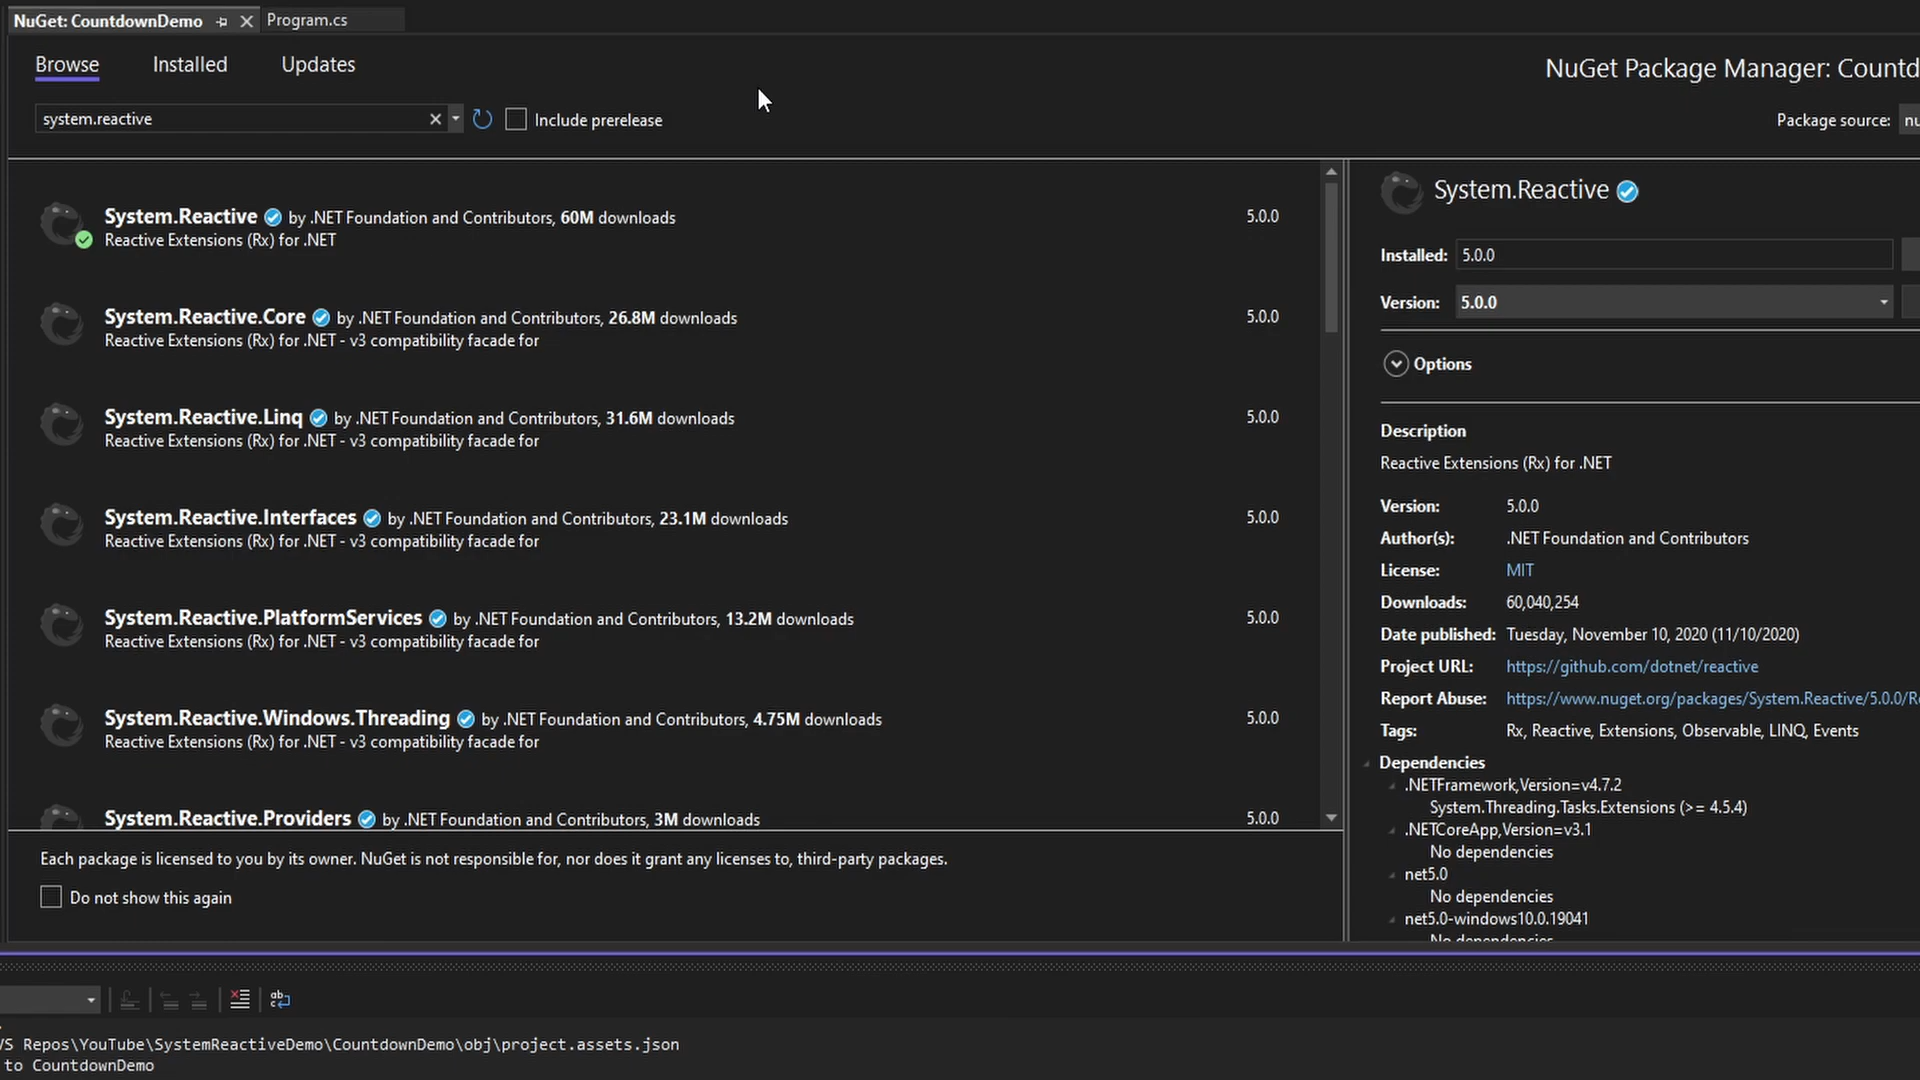 NuGet: CountdownDemo
Program.cs
Browse
Installed
Updates
NuGet Package Manager: Countd
system.reactive
Include prerelease
Package source: nu
System.Reactive by .NET Foundation and Contributors, 60M downloads 5.0.0
Reactive Extensions (Rx) for .NET
System.Reactive.Core by .NET Foundation and Contributors, 26.8M downloads 5.0.0
Reactive Extensions (Rx) for .NET - v3 compatibility facade for
System.Reactive.Linq by .NET Foundation and Contributors, 31.6M downloads 5.0.0
Reactive Extensions (Rx) for .NET - v3 compatibility facade for
System.Reactive.Interfaces by .NET Foundation and Contributors, 23.1M downloads 5.0.0
Reactive Extensions (Rx) for .NET - v3 compatibility facade for
System.Reactive.PlatformServices by .NET Foundation and Contributors, 13.2M downloads 5.0.0
Reactive Extensions (Rx) for .NET - v3 compatibility facade for
System.Reactive.Windows.Threading by .NET Foundation and Contributors, 4.75M downloads 5.0.0
Reactive Extensions (Rx) for .NET - v3 compatibility facade for
System.Reactive.Providers by .NET Foundation and Contributors, 3M downloads 5.0.0
Each package is licensed to you by its owner. NuGet is not responsible for, nor does it grant any licenses to, third-party packages.
Do not show this again
System.Reactive
Installed: 5.0.0
Version: 5.0.0
Options
Description
Reactive Extensions (Rx) for .NET
Version: 5.0.0
Author(s): .NET Foundation and Contributors
License: MIT
Downloads: 60,040,254
Date published: Tuesday, November 10, 2020 (11/10/2020)
Project URL: https://github.com/dotnet/reactive
Report Abuse: https://www.nuget.org/packages/System.Reactive/5.0.0/R
Tags: Rx, Reactive, Extensions, Observable, LINQ, Events
Dependencies
.NETFramework,Version=v4.7.2
System.Threading.Tasks.Extensions (>= 4.5.4)
.NETCoreApp,Version=v3.1
No dependencies
net5.0
No dependencies
net5.0-windows10.0.19041
No dependencies
VS Repos\YouTube\SystemReactiveDemo\CountdownDemo\obj\project.assets.json
to CountdownDemo